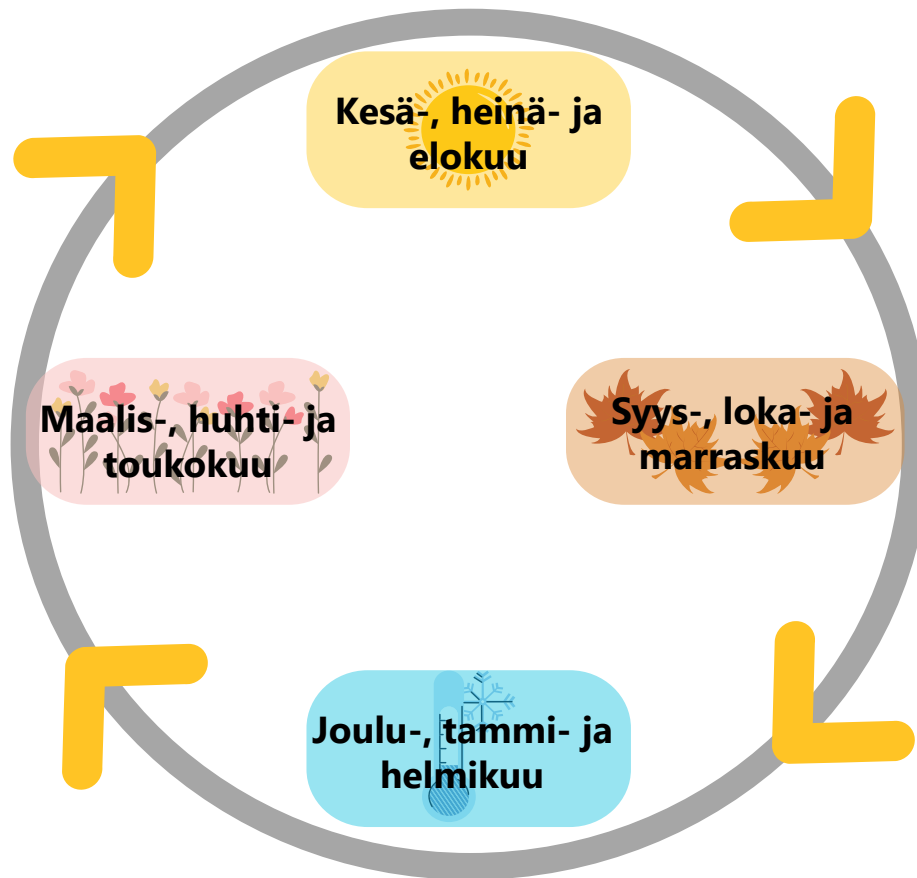 Kesä-, heinä- ja
elokuu
Maalis-, huhti- ja
toukokuu
Syys-, loka- ja
marraskuu
Joulu-, tammi- ja
helmikuu